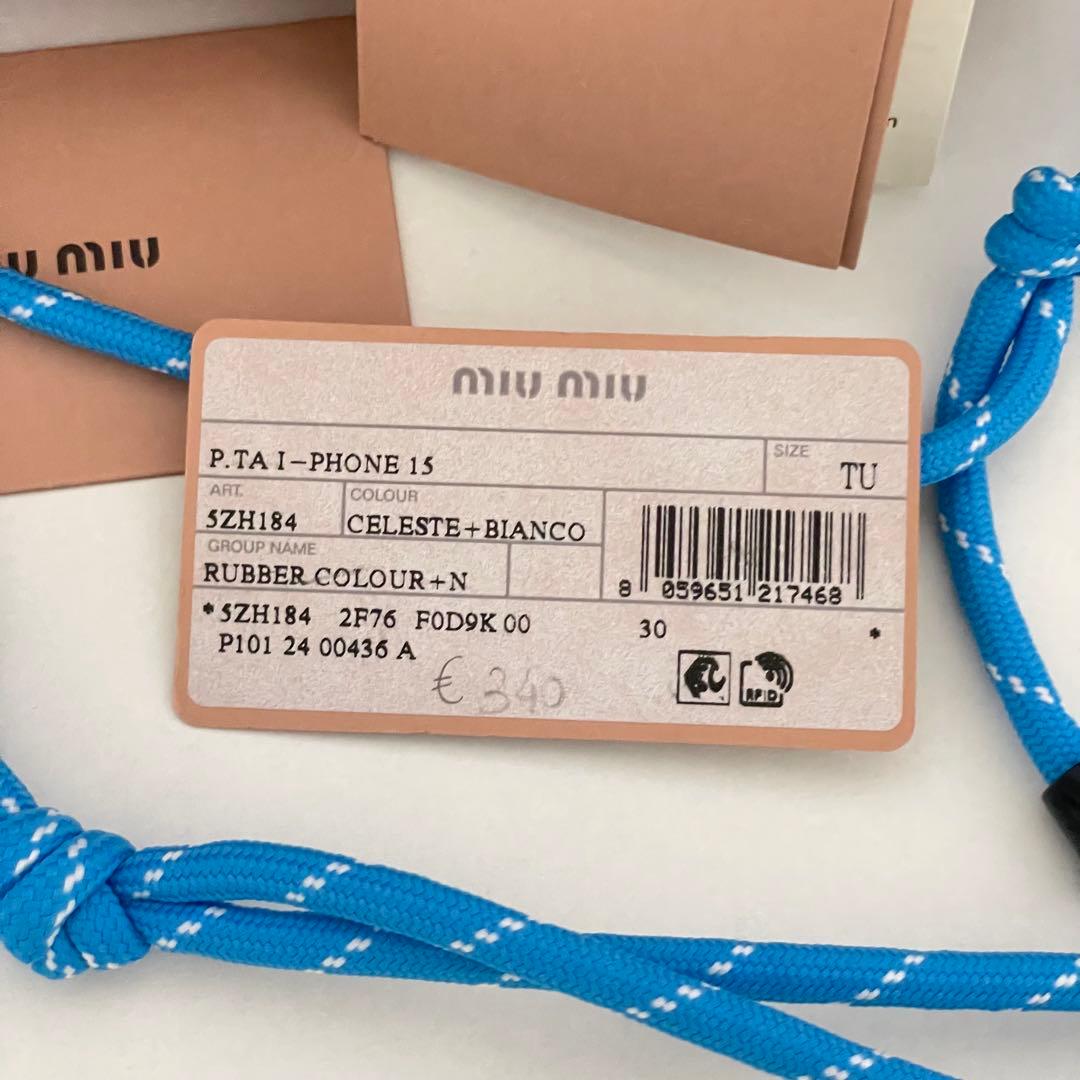 miu miu
miu miu
P.TA I-PHONE 15
SIZE
TU
ART.
5ZH184
COLOUR
CELESTE+BIANCO
GROUP NAME
RUBBER COLOUR+N
8 059651 217468
*5ZH184 2F76 F0D9K 00 30 *
P101 24 00436 A
€ 340
RFID